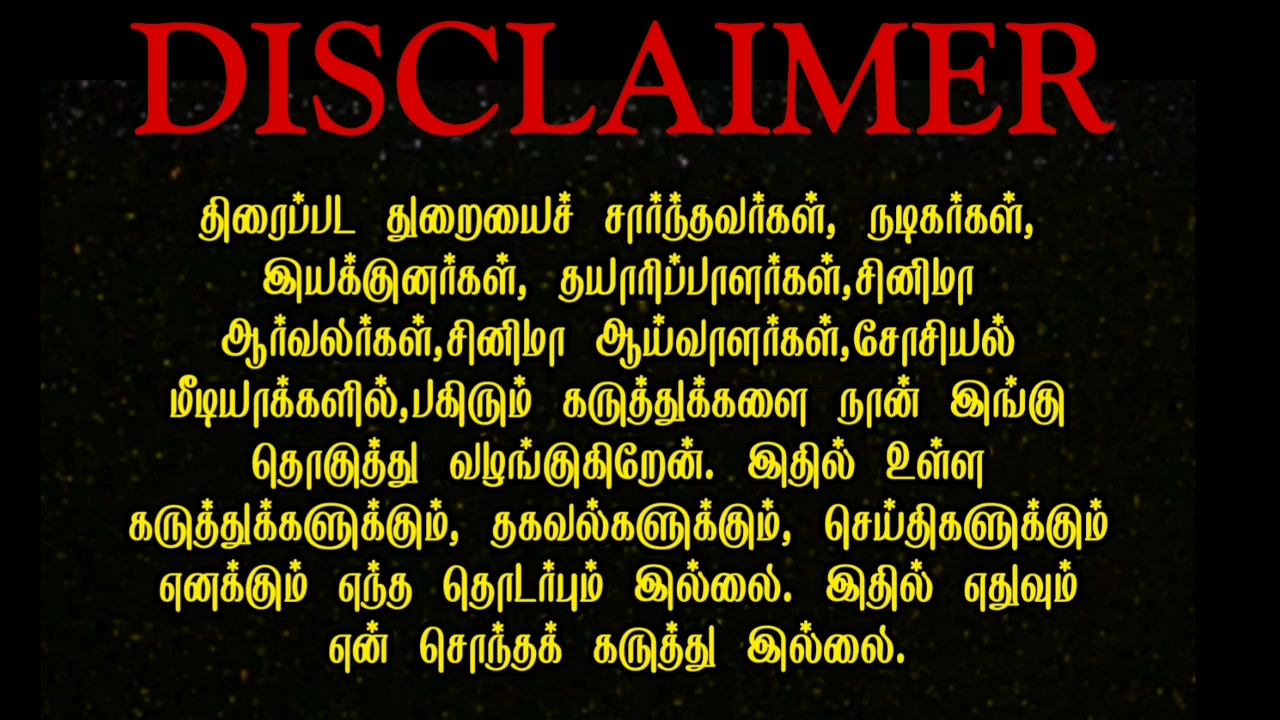 DISCLAIMER
திரைப்பட துறையைச் சார்ந்தவர்கள், நடிகர்கள்,
இயக்குனர்கள், தயாரிப்பாளர்கள்,சினிமா
ஆர்வலர்கள்,சினிமா ஆய்வாளர்கள்,சோசியல்
மீடியாக்களில்,பகிரும் கருத்துக்களை நான் இங்கு
தொகுத்து வழங்குகிறேன். இதில் உள்ள
கருத்துக்களுக்கும், தகவல்களுக்கும், செய்திகளுக்கும்
எனக்கும் எந்த தொடர்பும் இல்லை. இதில் எதுவும்
என் சொந்தக் கருத்து இல்லை.